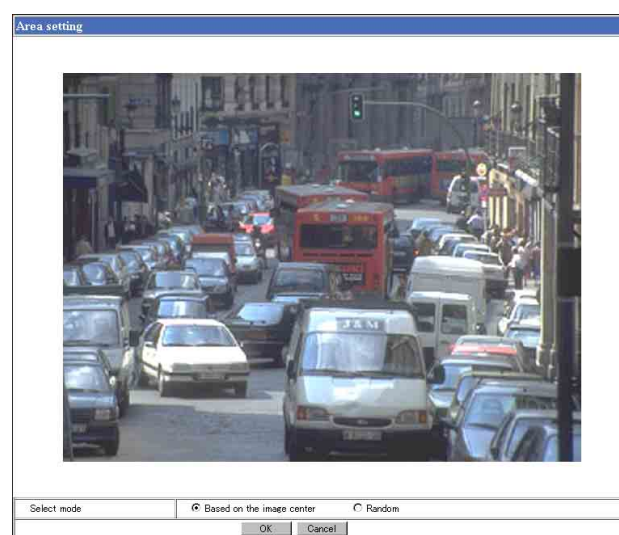 Area setting
J & M
Select mode
Based on the image center
Random
OK
Cancel